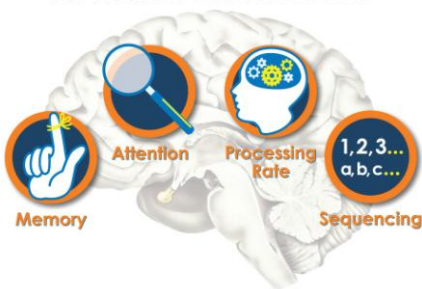 Memory
Attention
Processing
Rate
1,2,3...
a,b,c...
Sequencing